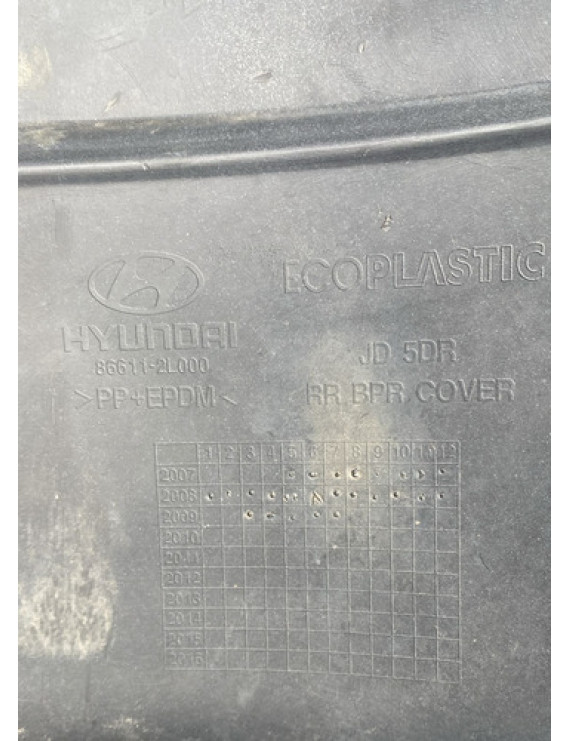 ECOPLASTIC
HYUNDAI
86611-2L000
>PP+EPDM<
JD 5DR
RR BPR COVER
1 2 3 4 5 6 7 8 9 10 11 12
2007
2008
2009
2010
2011
2012
2013
2014
2015
2016